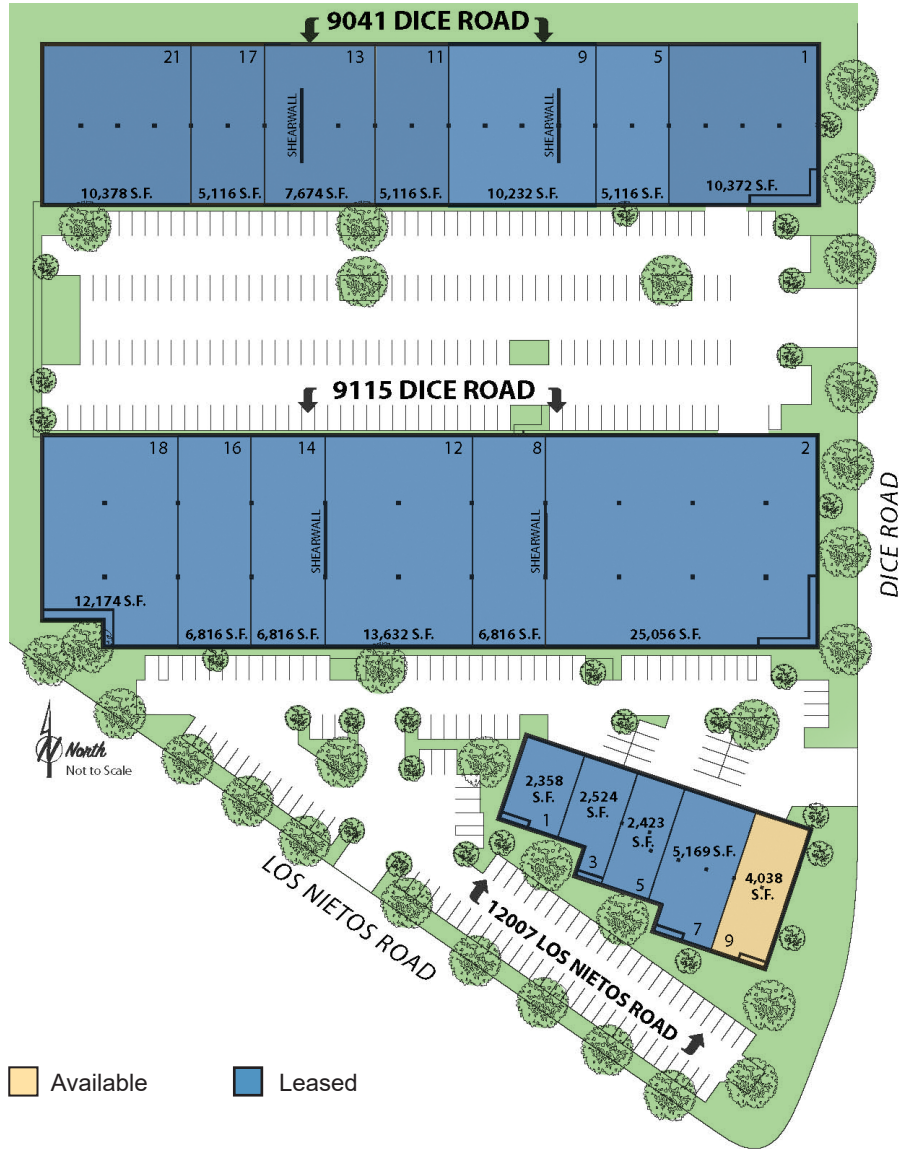 9041 DICE ROAD
21
17
13
11
9
5
1
SHEARWALL
SHEARWALL
10,378 S.F.
5,116 S.F.
7,674 S.F.
5,116 S.F.
10,232 S.F.
5,116 S.F.
10,372 S.F.
9115 DICE ROAD
18
16
14
12
8
2
SHEARWALL
SHEARWALL
12,174 S.F.
6,816 S.F.
6,816 S.F.
13,632 S.F.
6,816 S.F.
25,056 S.F.
DICE ROAD
N North
Not to Scale
2,358
S.F.
1
2,524
S.F.
3
2,423
S.F.
5
5,169 S.F.
7
4,038
S.F.
9
LOS NIETOS ROAD
12007 LOS NIETOS ROAD
Available
Leased